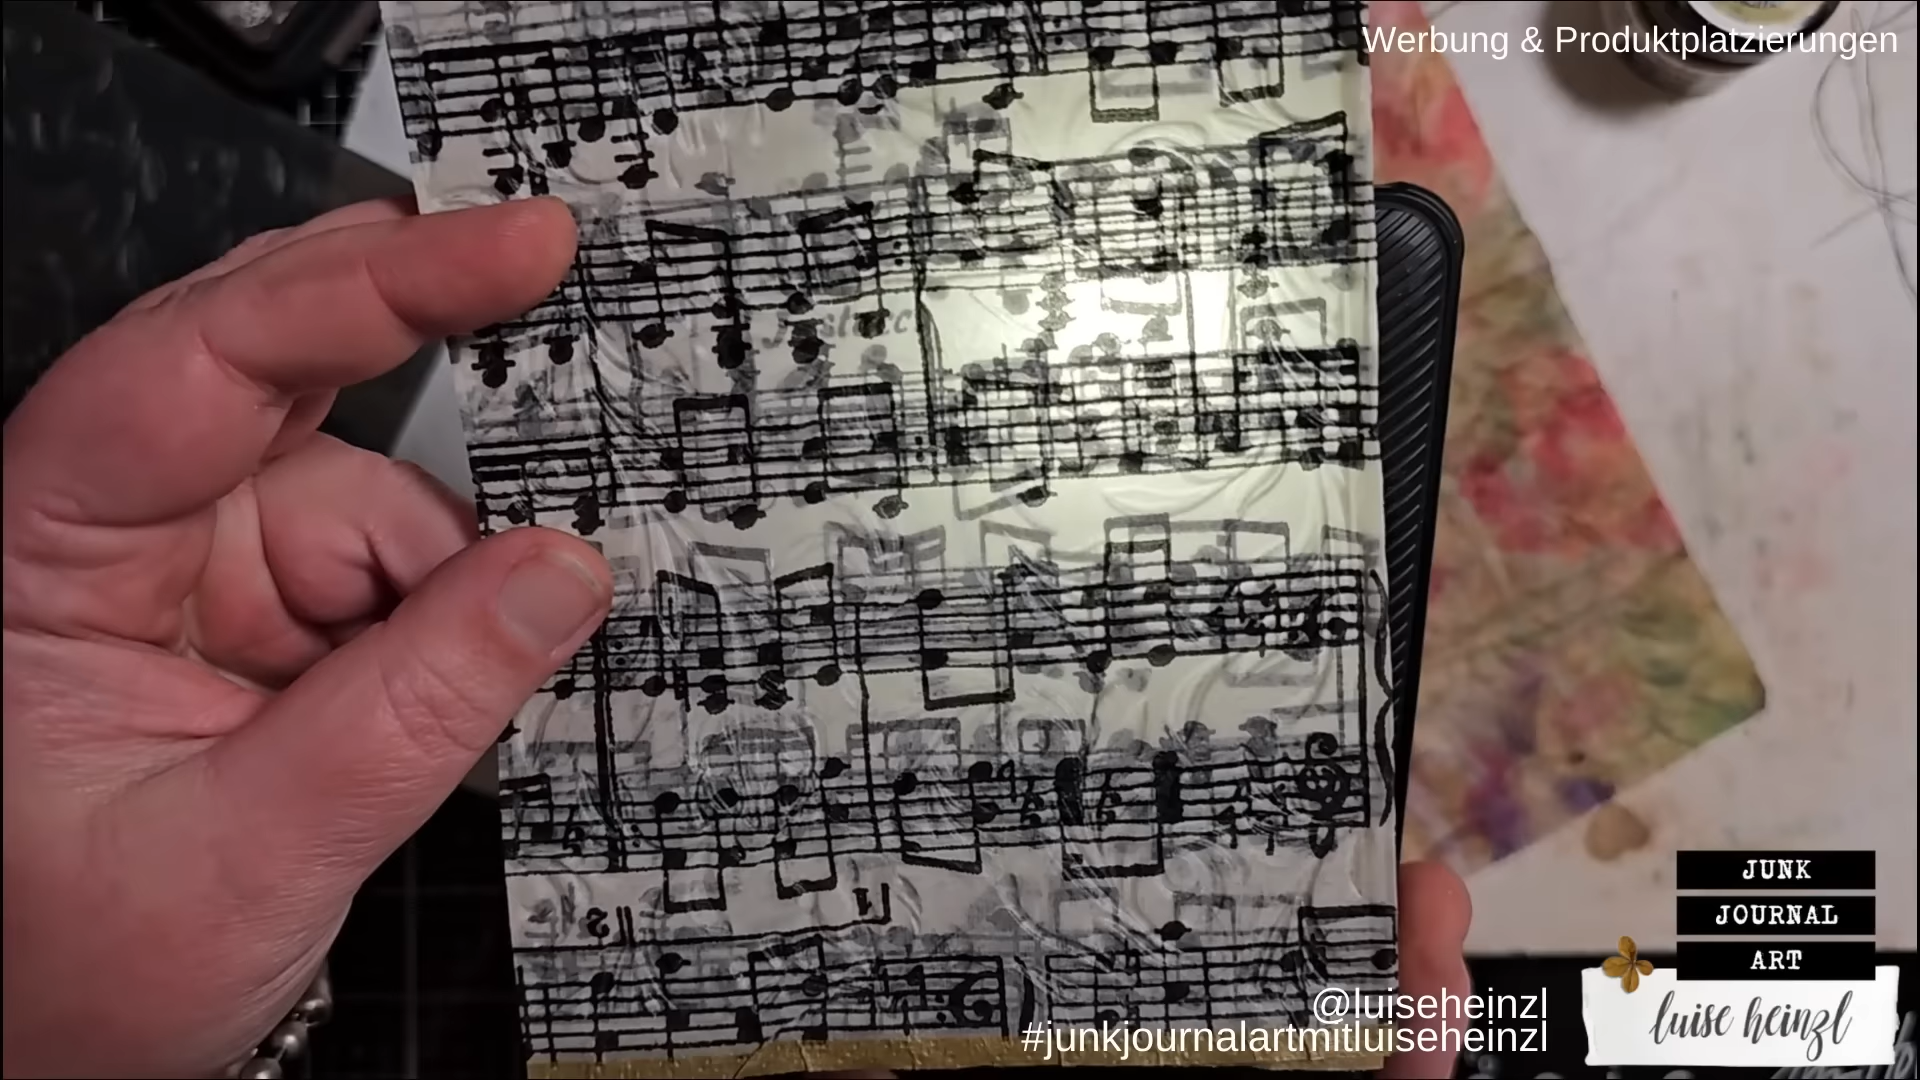 Werbung & Produktplatzierungen
JUNK
JOURNAL
ART
luise heinzl
@luiseheinzl
#junkjournalartmitluiseheinzl